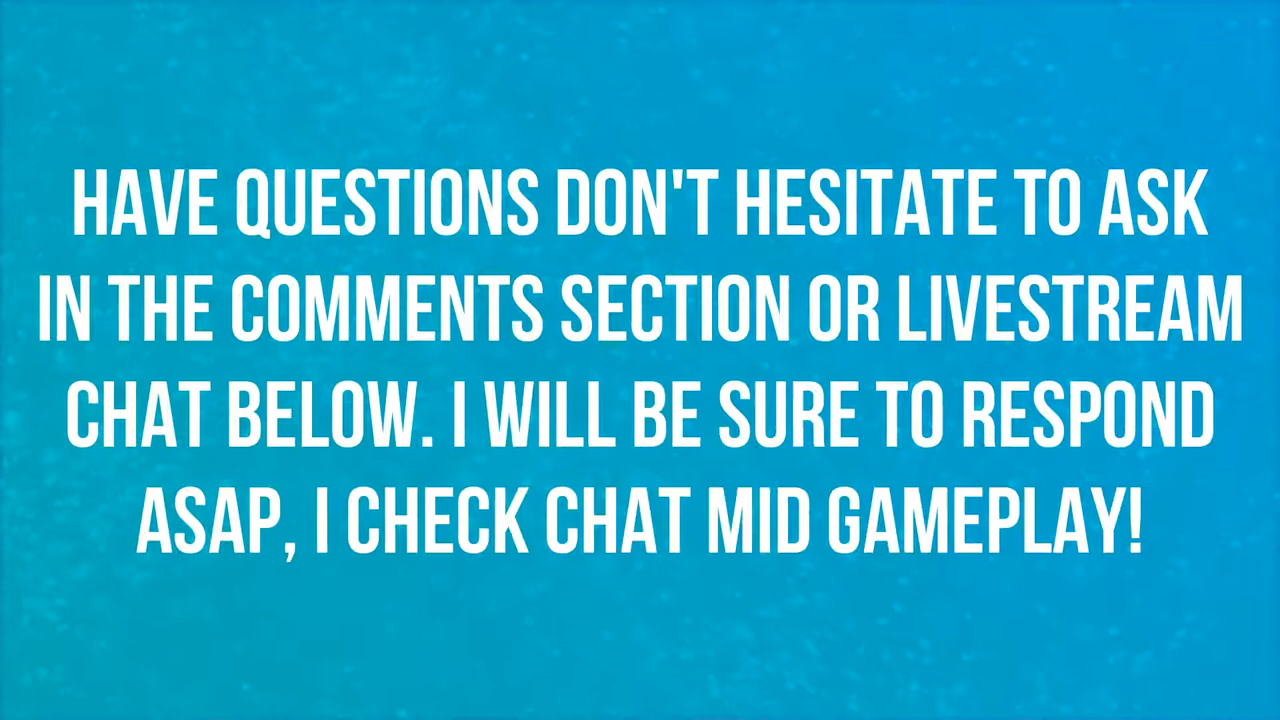 HAVE QUESTIONS DON'T HESITATE TO ASK
IN THE COMMENTS SECTION OR LIVESTREAM
CHAT BELOW. I WILL BE SURE TO RESPOND
ASAP, I CHECK CHAT MID GAMEPLAY!